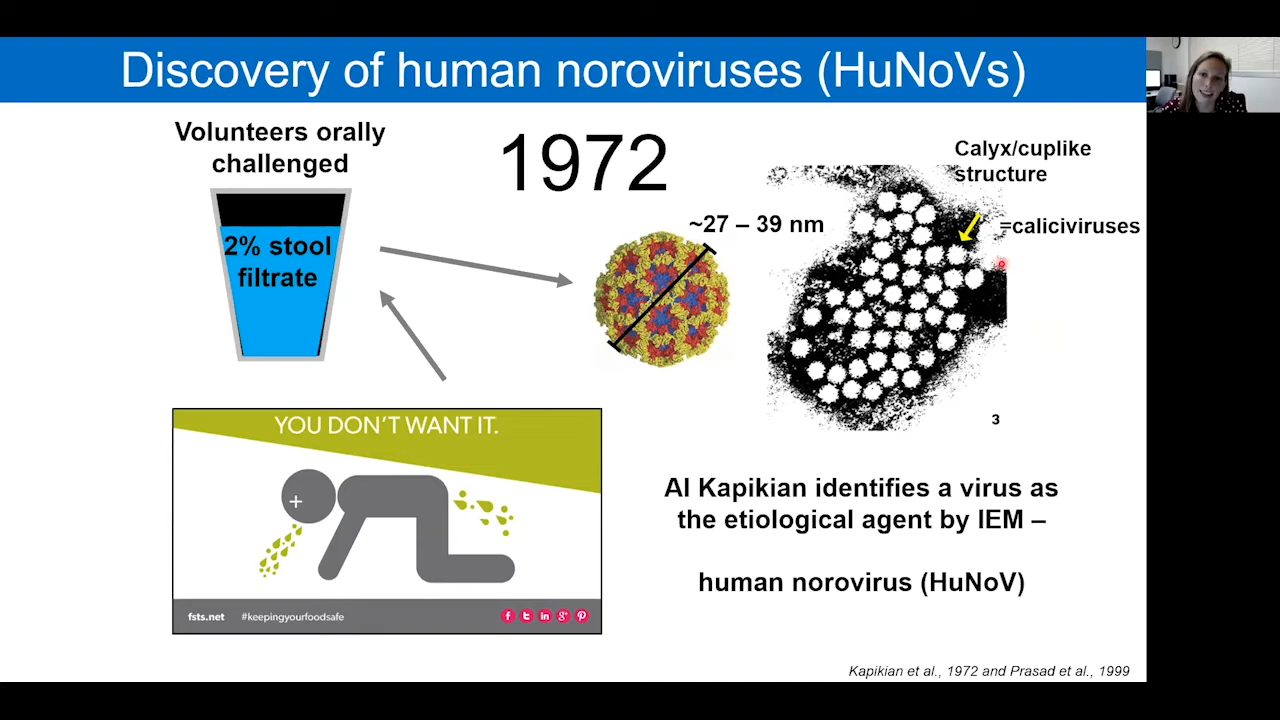 Discovery of human noroviruses (HuNoVs)
Volunteers orally
challenged
2% stool
filtrate
1972
~27 – 39 nm
Calyx/cuplike
structure
=caliciviruses
3
YOU DON'T WANT IT.
fsts.net #keepingyourfoodsafe
Al Kapikian identifies a virus as
the etiological agent by IEM –
human norovirus (HuNoV)
Kapikian et al., 1972 and Prasad et al., 1999